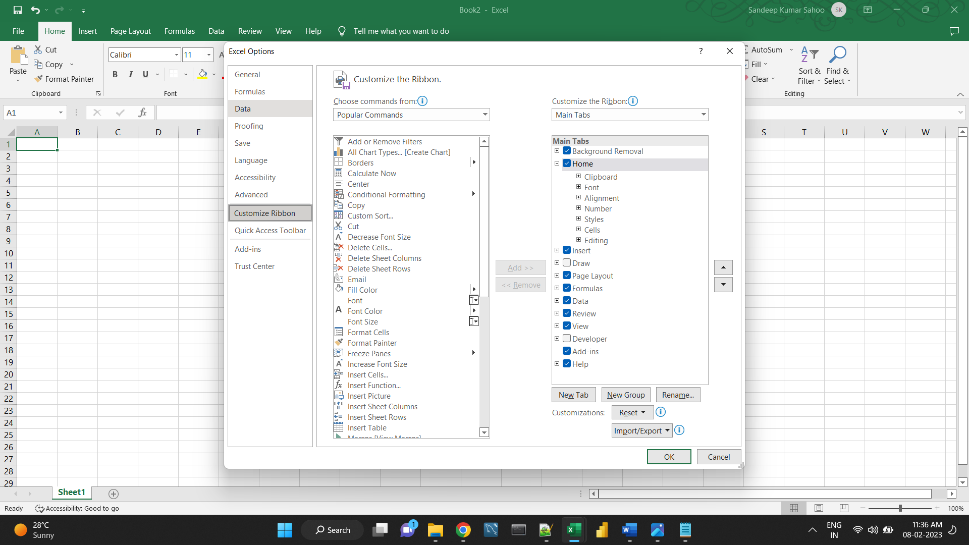 Book2 - Excel
Sandeep Kumar Sahoo
SK
File
Home
Insert
Page Layout
Formulas
Data
Review
View
Help
Tell me what you want to do
Paste
Cut
Copy
Format Painter
Clipboard
Calibri
11
B I U
Font
AutoSum
Fill
Clear
Sort & Filter
Find & Select
Editing
A1
fx
A B C D E
S T U V W
1
2
3
4
5
6
7
8
9
10
11
12
13
14
15
16
17
18
19
20
21
22
23
24
25
26
27
28
29
Excel Options
?
General
Formulas
Data
Proofing
Save
Language
Accessibility
Advanced
Customize Ribbon
Quick Access Toolbar
Add-ins
Trust Center
Customize the Ribbon.
Choose commands from:
Popular Commands
Add or Remove Filters
All Chart Types... [Create Chart]
Borders
Calculate Now
Center
Conditional Formatting
Copy
Custom Sort...
Cut
Decrease Font Size
Delete Cells...
Delete Sheet Columns
Delete Sheet Rows
Email
Fill Color
Font
Font Color
Font Size
Format Cells
Format Painter
Freeze Panes
Increase Font Size
Insert Cells...
Insert Function...
Insert Picture
Insert Sheet Columns
Insert Sheet Rows
Insert Table
Macros [View Macros]
Add >>
<< Remove
Customize the Ribbon:
Main Tabs
Main Tabs
Background Removal
Home
Clipboard
Font
Alignment
Number
Styles
Cells
Editing
Insert
Draw
Page Layout
Formulas
Data
Review
View
Developer
Add-ins
Help
New Tab
New Group
Rename...
Customizations:
Reset
Import/Export
OK
Cancel
Sheet1
Ready
Accessibility: Good to go
100%
28°C
Sunny
Search
1
ENG
IN
11:36 AM
08-02-2023